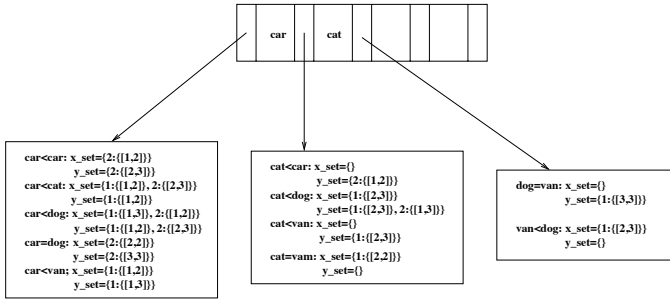 car cat
car<car: x_set={2:{[1,2]}}
y_set={2:{[2,3]}}
car<cat: x_set={1:{[1,2]}, 2:{[2,3]}}
y_set={1:{[1,2]}}
car<dog: x_set={1:{[1,3]}, 2:{[1,2]}}
y_set={1:{[1,2]}, 2:{[2,3]}}
car=dog: x_set={2:{[2,2]}}
y_set={2:{[3,3]}}
car<van; x_set={1:{[1,2]}}
y_set={1:{[1,3]}}
cat<car: x_set={}
y_set={2:{[1,2]}}
cat<dog: x_set={1:{[2,3]}}
y_set={1:{[2,3]}, 2:{[1,3]}}
cat<van: x_set={}
y_set={1:{[2,3]}}
cat=vam: x_set={1:{[2,2]}}
y_set={}
dog=van: x_set={}
y_set={1:{[3,3]}}
van<dog: x_set={1:{[2,3]}}
y_set={}